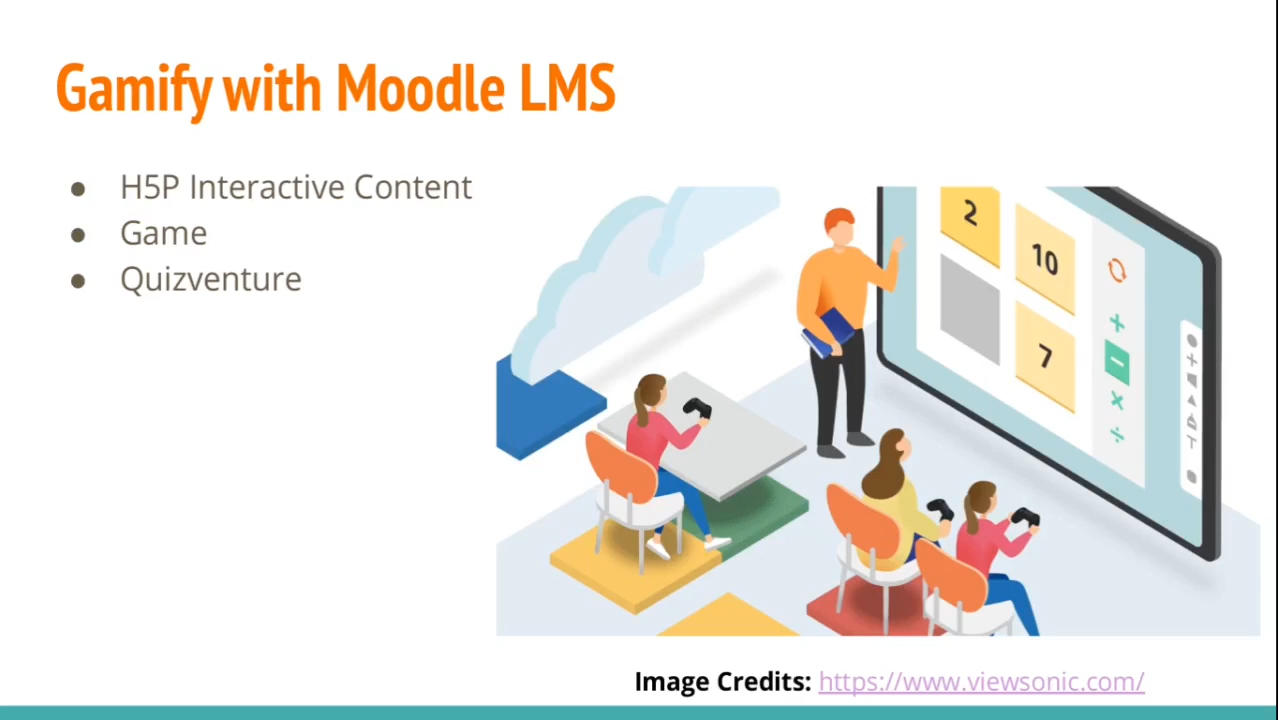 Gamify with Moodle LMS
● H5P Interactive Content
● Game
● Quizventure
2
10
7
+
−
×
÷
T
Image Credits: https://www.viewsonic.com/